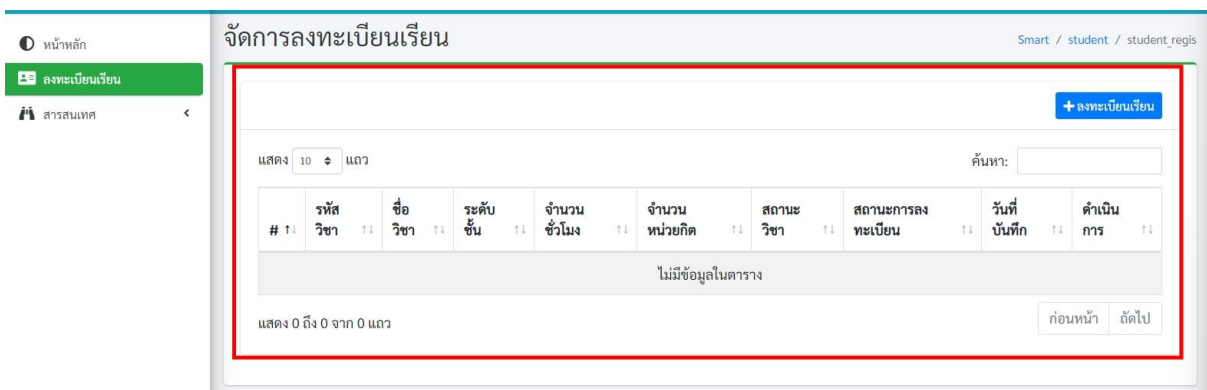 จัดการลงทะเบียนเรียน
Smart / student / student_regis
หน้าหลัก
ลงทะเบียนเรียน
สารสนเทศ
ลงทะเบียนเรียน
แสดง 10 แถว
ค้นหา:
# รหัสวิชา ชื่อวิชา ระดับชั้น จำนวนชั่วโมง จำนวนหน่วยกิต สถานะวิชา สถานะการลงทะเบียน วันที่บันทึก ดำเนินการ
ไม่มีข้อมูลในตาราง
แสดง 0 ถึง 0 จาก 0 แถว
ก่อนหน้า ถัดไป